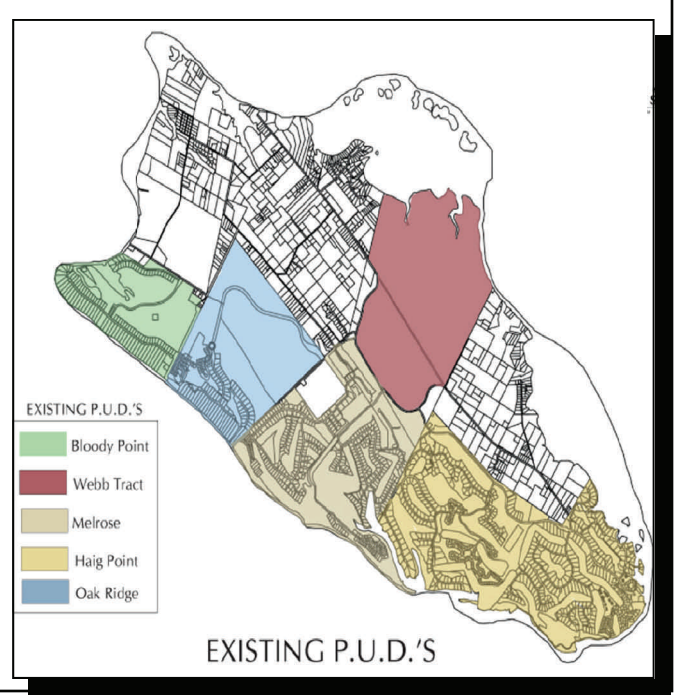 EXISTING P.U.D.'S
Bloody Point
Webb Tract
Melrose
Haig Point
Oak Ridge
EXISTING P.U.D.'S